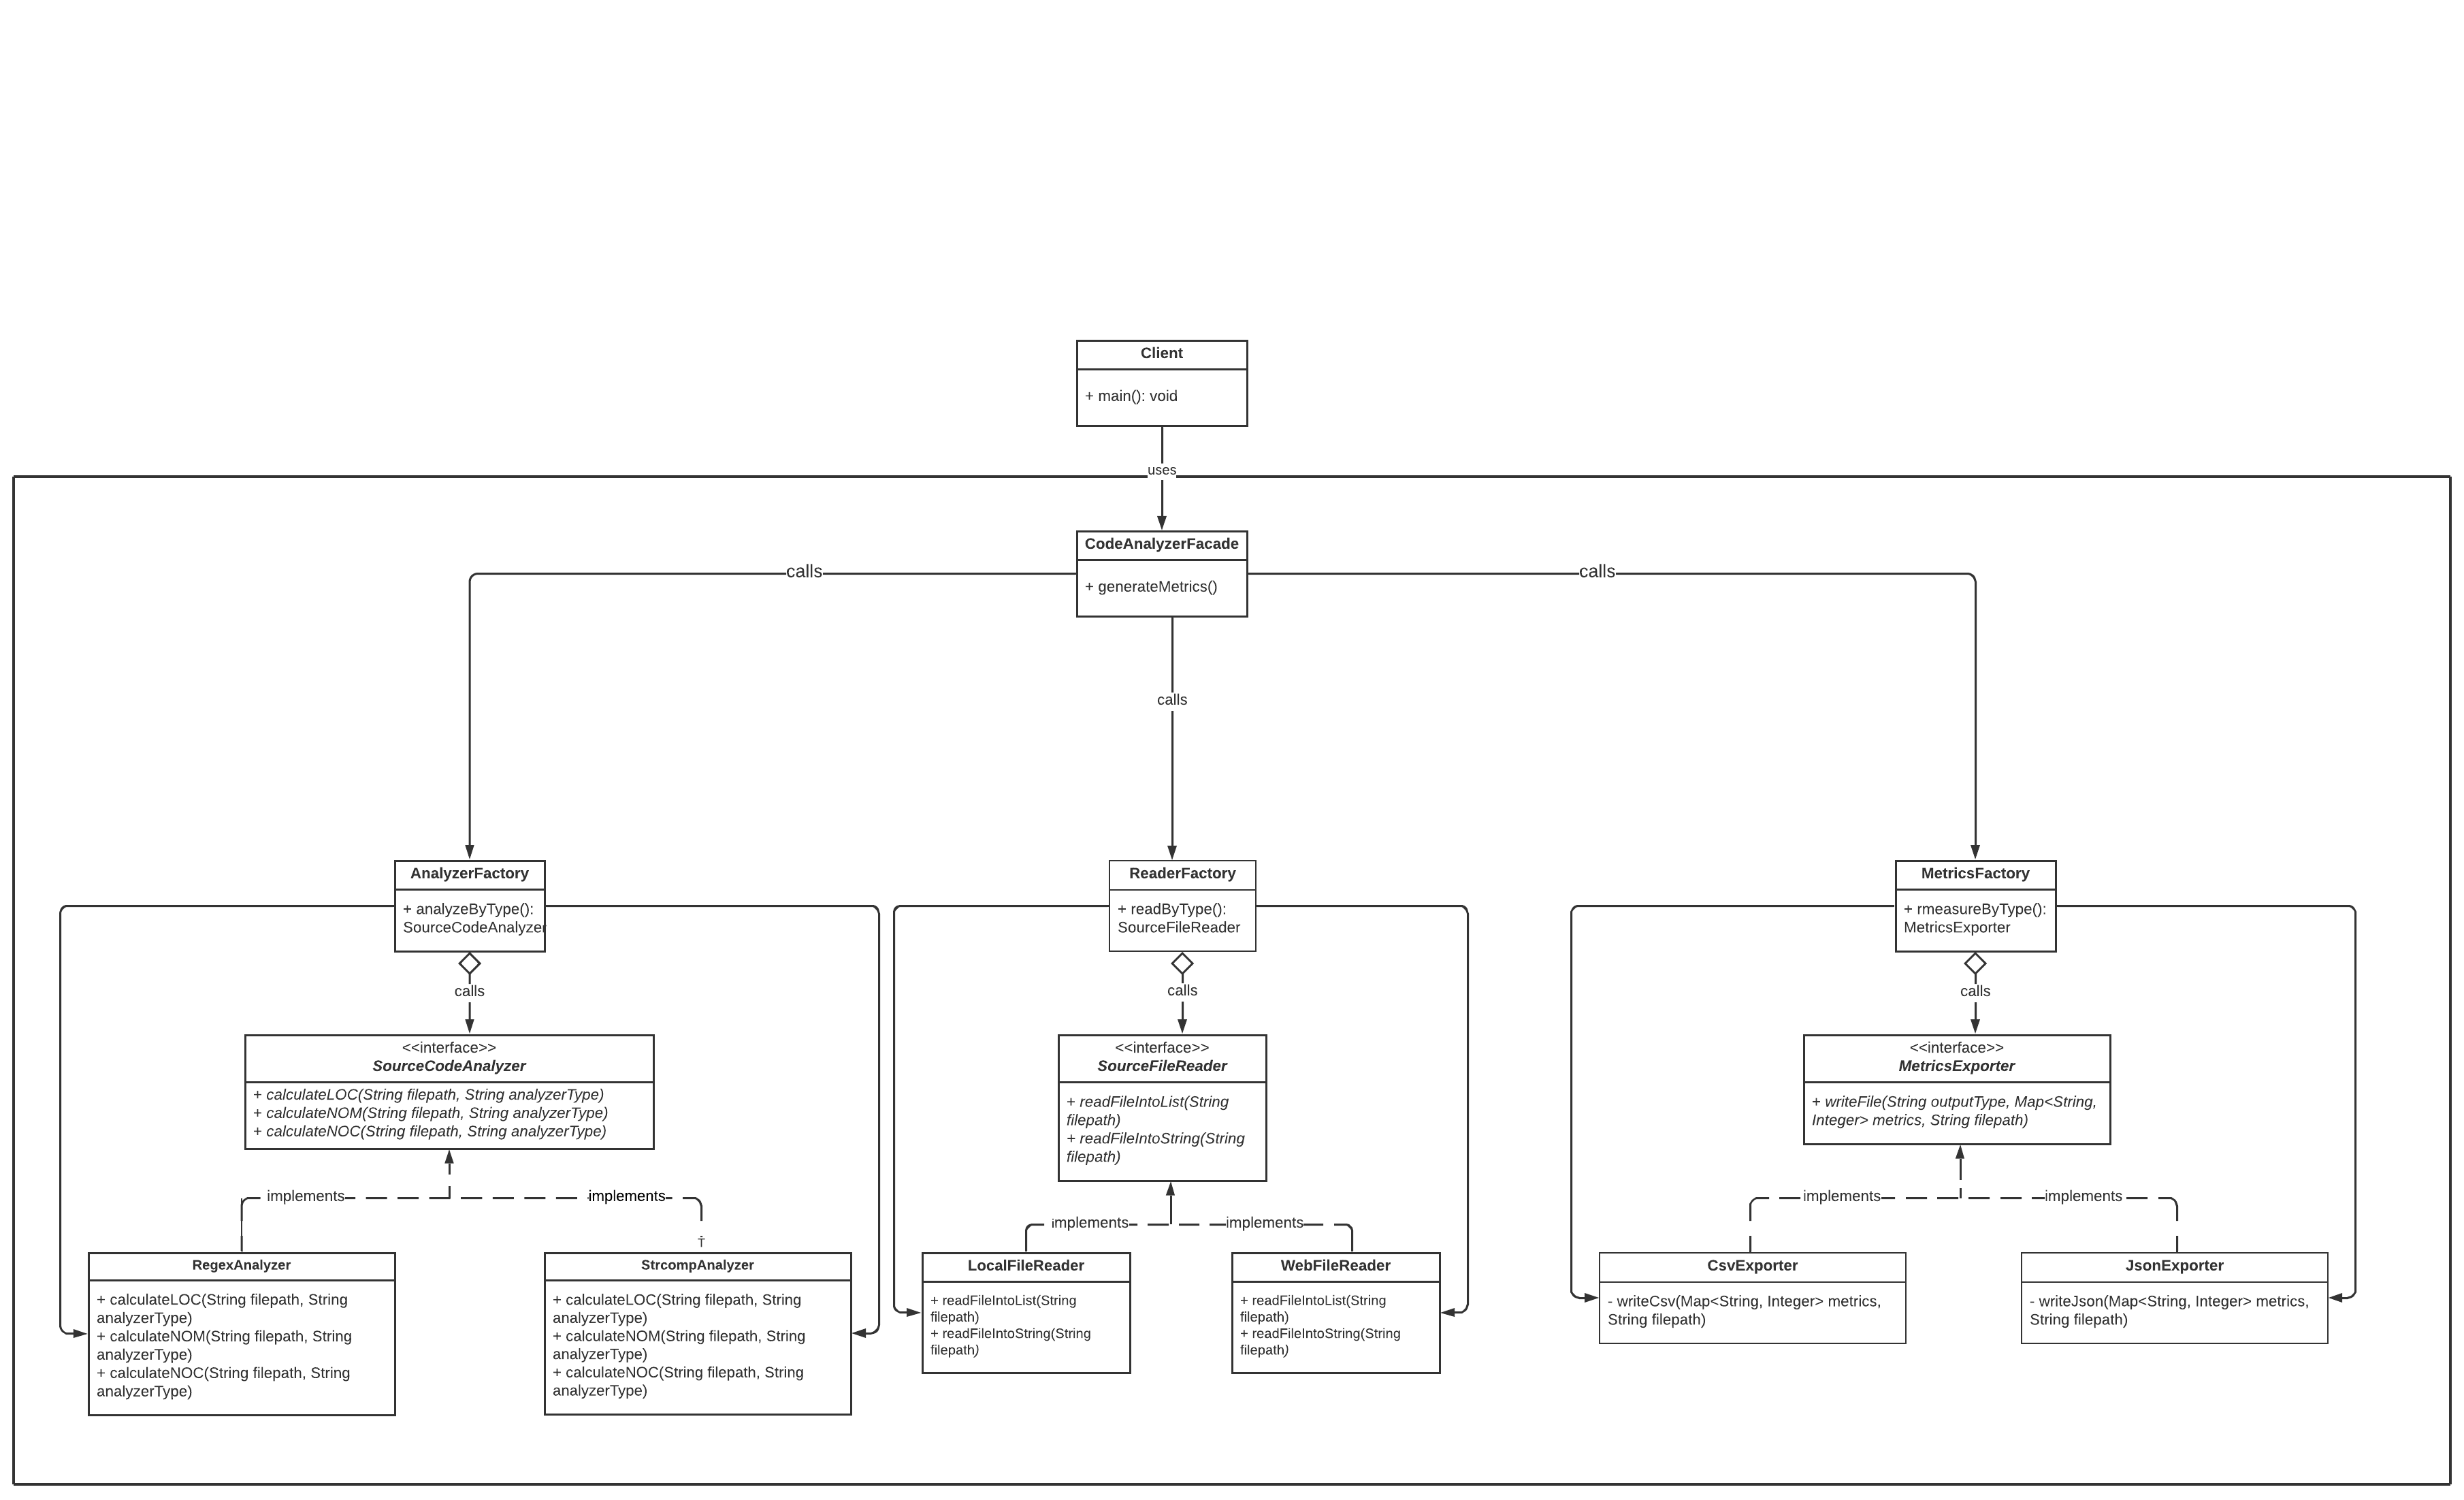 Client
+ main(): void
uses
CodeAnalyzerFacade
+ generateMetrics()
calls
calls
calls
AnalyzerFactory
+ analyzeByType():
SourceCodeAnalyzer
ReaderFactory
+ readByType():
SourceFileReader
MetricsFactory
+ rmeasureByType():
MetricsExporter
calls
calls
calls
<<interface>>
SourceCodeAnalyzer
+ calculateLOC(String filepath, String analyzerType)
+ calculateNOM(String filepath, String analyzerType)
+ calculateNOC(String filepath, String analyzerType)
<<interface>>
SourceFileReader
+ readFileIntoList(String
filepath)
+ readFileIntoString(String
filepath)
<<interface>>
MetricsExporter
+ writeFile(String outputType, Map<String,
Integer> metrics, String filepath)
implements
implements
implements
implements
implements
implements
RegexAnalyzer
+ calculateLOC(String filepath, String
analyzerType)
+ calculateNOM(String filepath, String
analyzerType)
+ calculateNOC(String filepath, String
analyzerType)
StrcompAnalyzer
+ calculateLOC(String filepath, String
analyzerType)
+ calculateNOM(String filepath, String
analyzerType)
+ calculateNOC(String filepath, String
analyzerType)
LocalFileReader
+ readFileIntoList(String
filepath)
+ readFileIntoString(String
filepath)
WebFileReader
+ readFileIntoList(String
filepath)
+ readFileIntoString(String
filepath)
CsvExporter
- writeCsv(Map<String, Integer> metrics,
String filepath)
JsonExporter
- writeJson(Map<String, Integer> metrics,
String filepath)